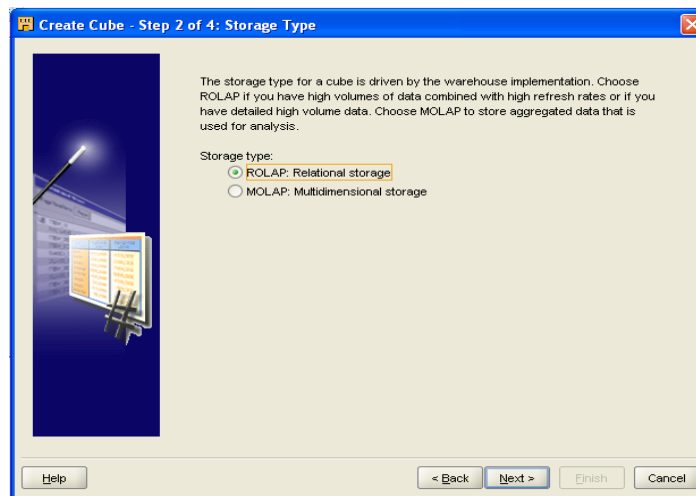 Create Cube - Step 2 of 4: Storage Type
The storage type for a cube is driven by the warehouse implementation. Choose
ROLAP if you have high volumes of data combined with high refresh rates or if you
have detailed high volume data. Choose MOLAP to store aggregated data that is
used for analysis.
Storage type:
ROLAP: Relational storage
MOLAP: Multidimensional storage
Help
< Back
Next >
Finish
Cancel